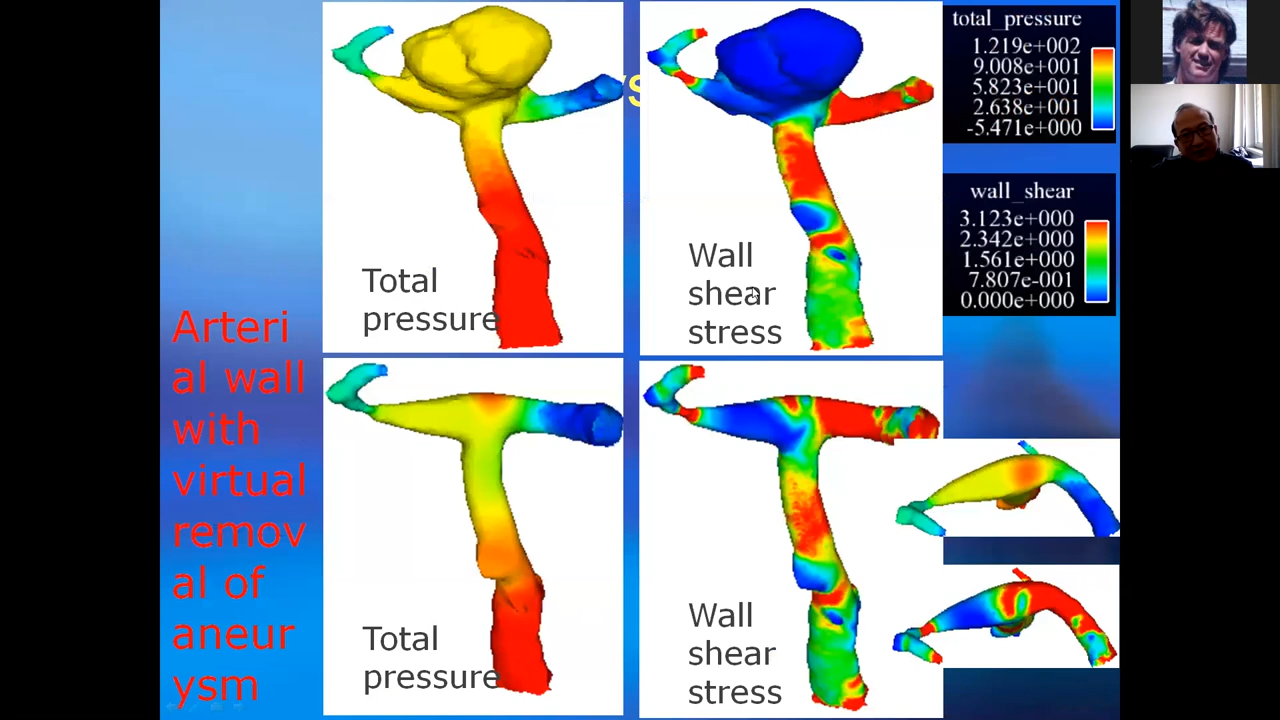 Total
pressure
Wall
shear
stress
total_pressure
1.219e+002
9.008e+001
5.823e+001
2.638e+001
-5.471e+000
wall_shear
3.123e+000
2.342e+000
1.561e+000
7.807e-001
0.000e+000
Arteri
al wall
with
virtual
remov
al of
aneur
ysm
Total
pressure
Wall
shear
stress